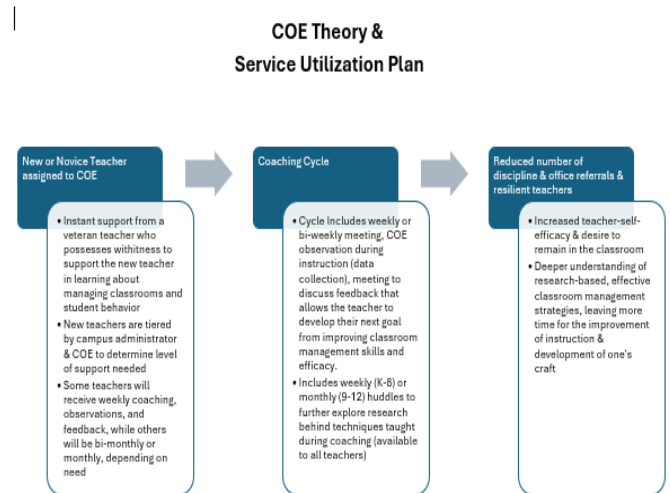 COE Theory &
Service Utilization Plan
New or Novice Teacher
assigned to COE
• Instant support from a
veteran teacher who
possesses withitness to
support the new teacher
in learning about
managing classrooms and
student behavior
• New teachers are tiered
by campus administrator
& COE to determine level
of support needed
• Some teachers will
receive weekly coaching,
observations, and
feedback, while others
will be bi-monthly or
monthly, depending on
need
Coaching Cycle
• Cycle Includes weekly or
bi-weekly meeting, COE
observation during
instruction (data
collection), meeting to
discuss feedback that
allows the teacher to
develop their next goal
from improving classroom
management skills and
efficacy.
• Includes weekly (K-8) or
monthly (9-12) huddles to
further explore research
behind techniques taught
during coaching (available
to all teachers)
Reduced number of
discipline & office referrals &
resilient teachers
• Increased teacher-self-
efficacy & desire to
remain in the classroom
• Deeper understanding of
research-based, effective
classroom management
strategies, leaving more
time for the improvement
of instruction &
development of one's
craft